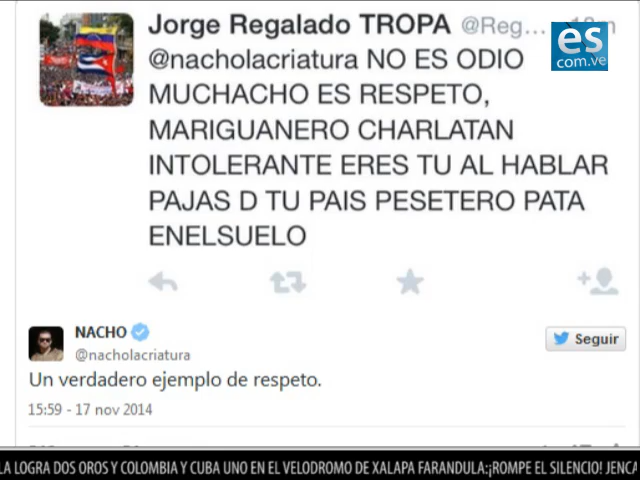 Jorge Regalado TROPA @Reg...
es
com.ve
@nacholacriatura NO ES ODIO
MUCHACHO ES RESPETO,
MARIGUANERO CHARLATAN
INTOLERANTE ERES TU AL HABLAR
PAJAS D TU PAIS PESETERO PATA
ENELSUELO
NACHO
@nacholacriatura
Seguir
Un verdadero ejemplo de respeto.
15:59 - 17 nov 2014
LA LOGRA DOS OROS Y COLOMBIA Y CUBA UNO EN EL VELODROMO DE XALAPA FARANDULA:¡ROMPE EL SILENCIO! JENCA